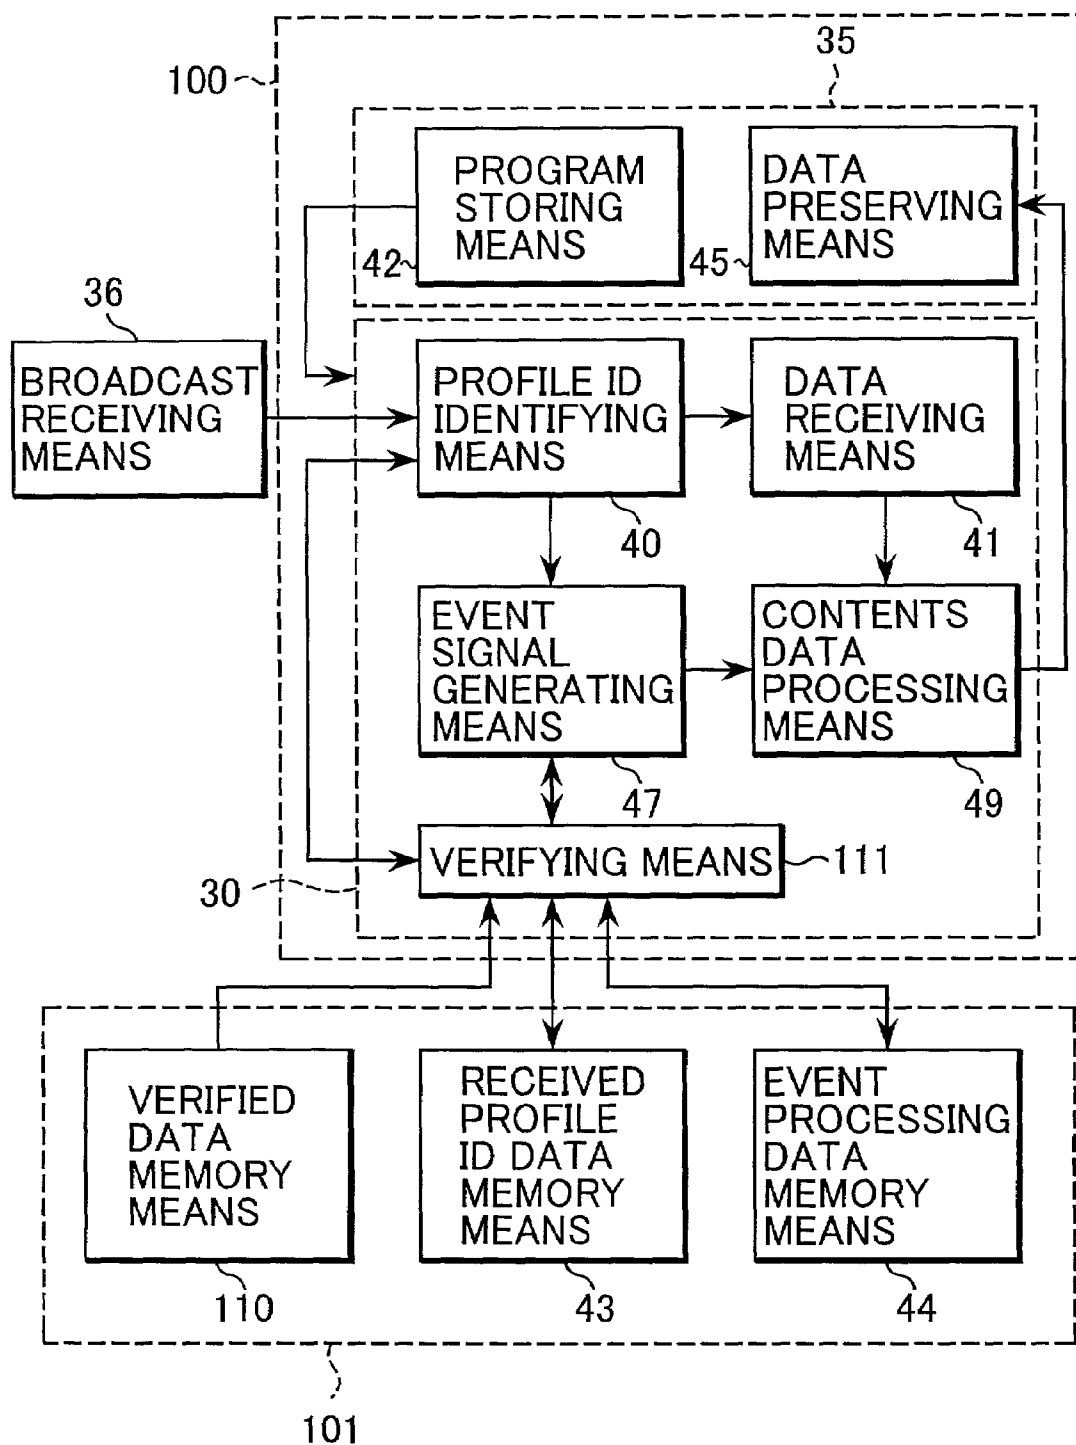 35
100
PROGRAM
STORING
MEANS
42
DATA
PRESERVING
MEANS
45
36
BROADCAST
RECEIVING
MEANS
PROFILE ID
IDENTIFYING
MEANS
40
DATA
RECEIVING
MEANS
41
EVENT
SIGNAL
GENERATING
MEANS
47
CONTENTS
DATA
PROCESSING
MEANS
49
VERIFYING MEANS
111
30
VERIFIED
DATA
MEMORY
MEANS
110
RECEIVED
PROFILE
ID DATA
MEMORY
MEANS
43
EVENT
PROCESSING
DATA
MEMORY
MEANS
44
101